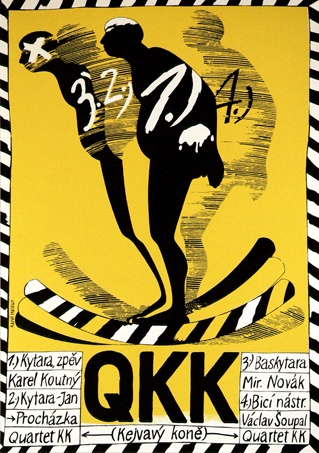 3.) 2.) 1.) 4.)
1.) Kytara, zpěv
Karel Koutný
2.) Kytara-Jan
→ Procházka
Quartet KK
QKK
(Kejvavý koně)
3.) Baskytara
Mir. Novák
4.) Bicí nástr.
Václav Šoupal
Quartet KK